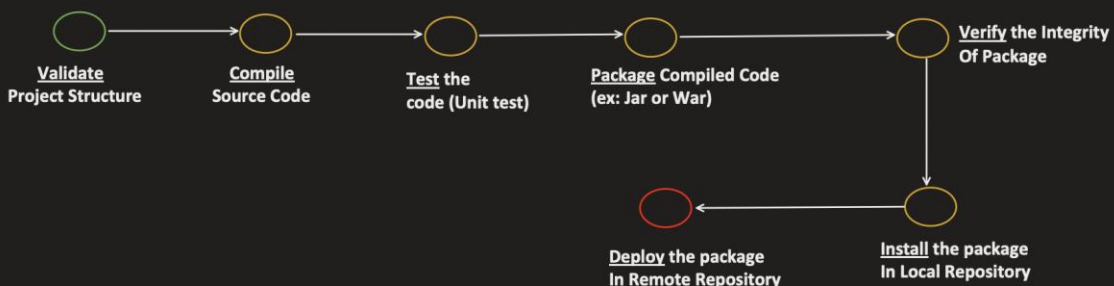 Validate
Project Structure
Compile
Source Code
Test the
code (Unit test)
Package Compiled Code
(ex: Jar or War)
Verify the Integrity
Of Package
Install the package
In Local Repository
Deploy the package
In Remote Repository